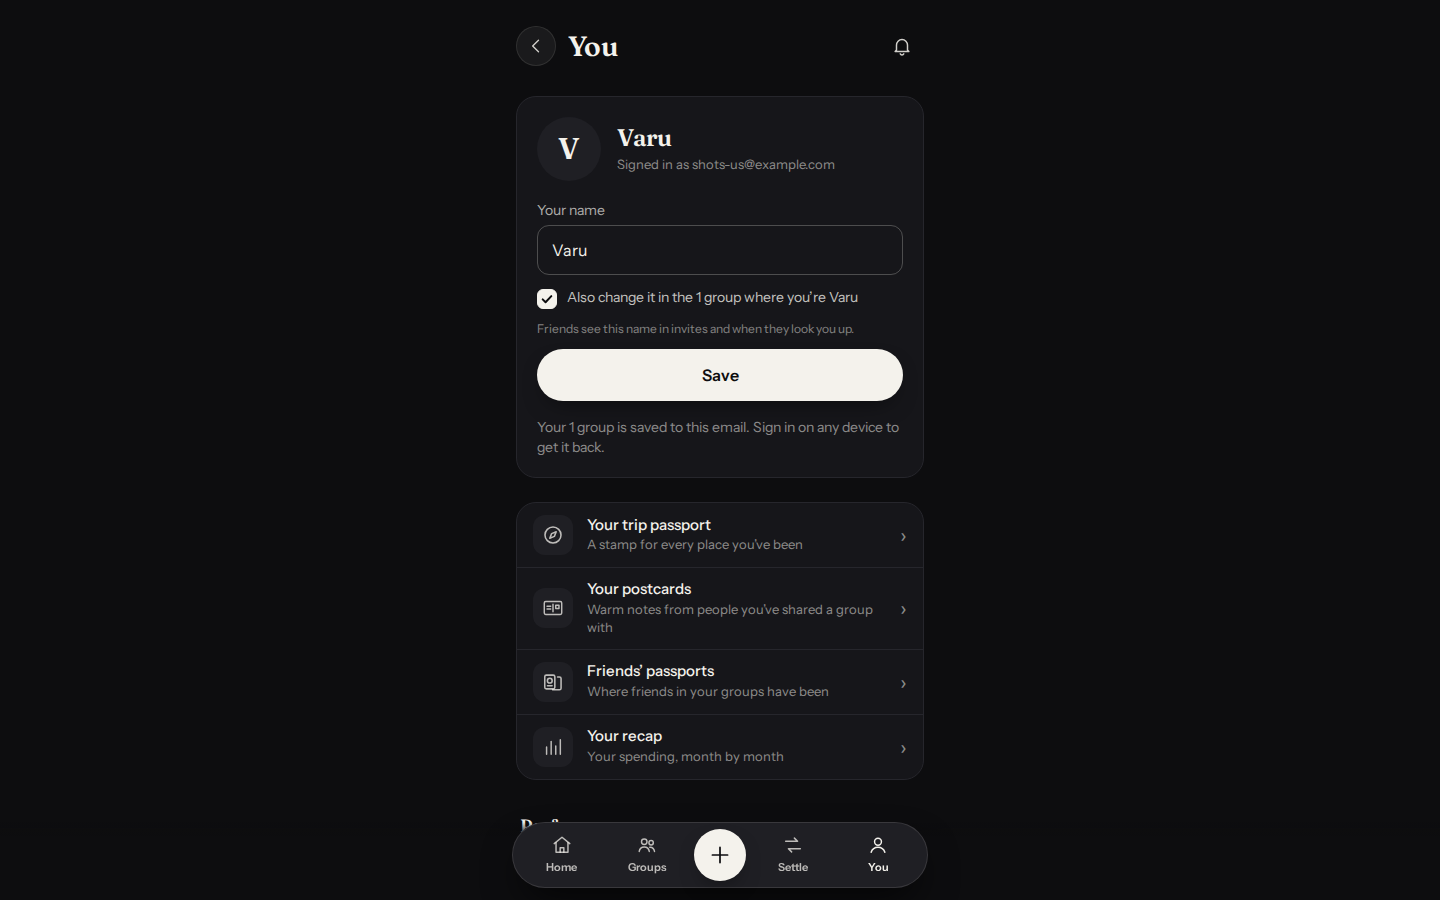 You
V
Varu
Signed in as shots-us@example.com
Your name
Varu
Also change it in the 1 group where you're Varu
Friends see this name in invites and when they look you up.
Save
Your 1 group is saved to this email. Sign in on any device to
get it back.
Your trip passport
A stamp for every place you've been
Your postcards
Warm notes from people you've shared a group
with
Friends' passports
Where friends in your groups have been
Your recap
Your spending, month by month
Home
Groups
Settle
You